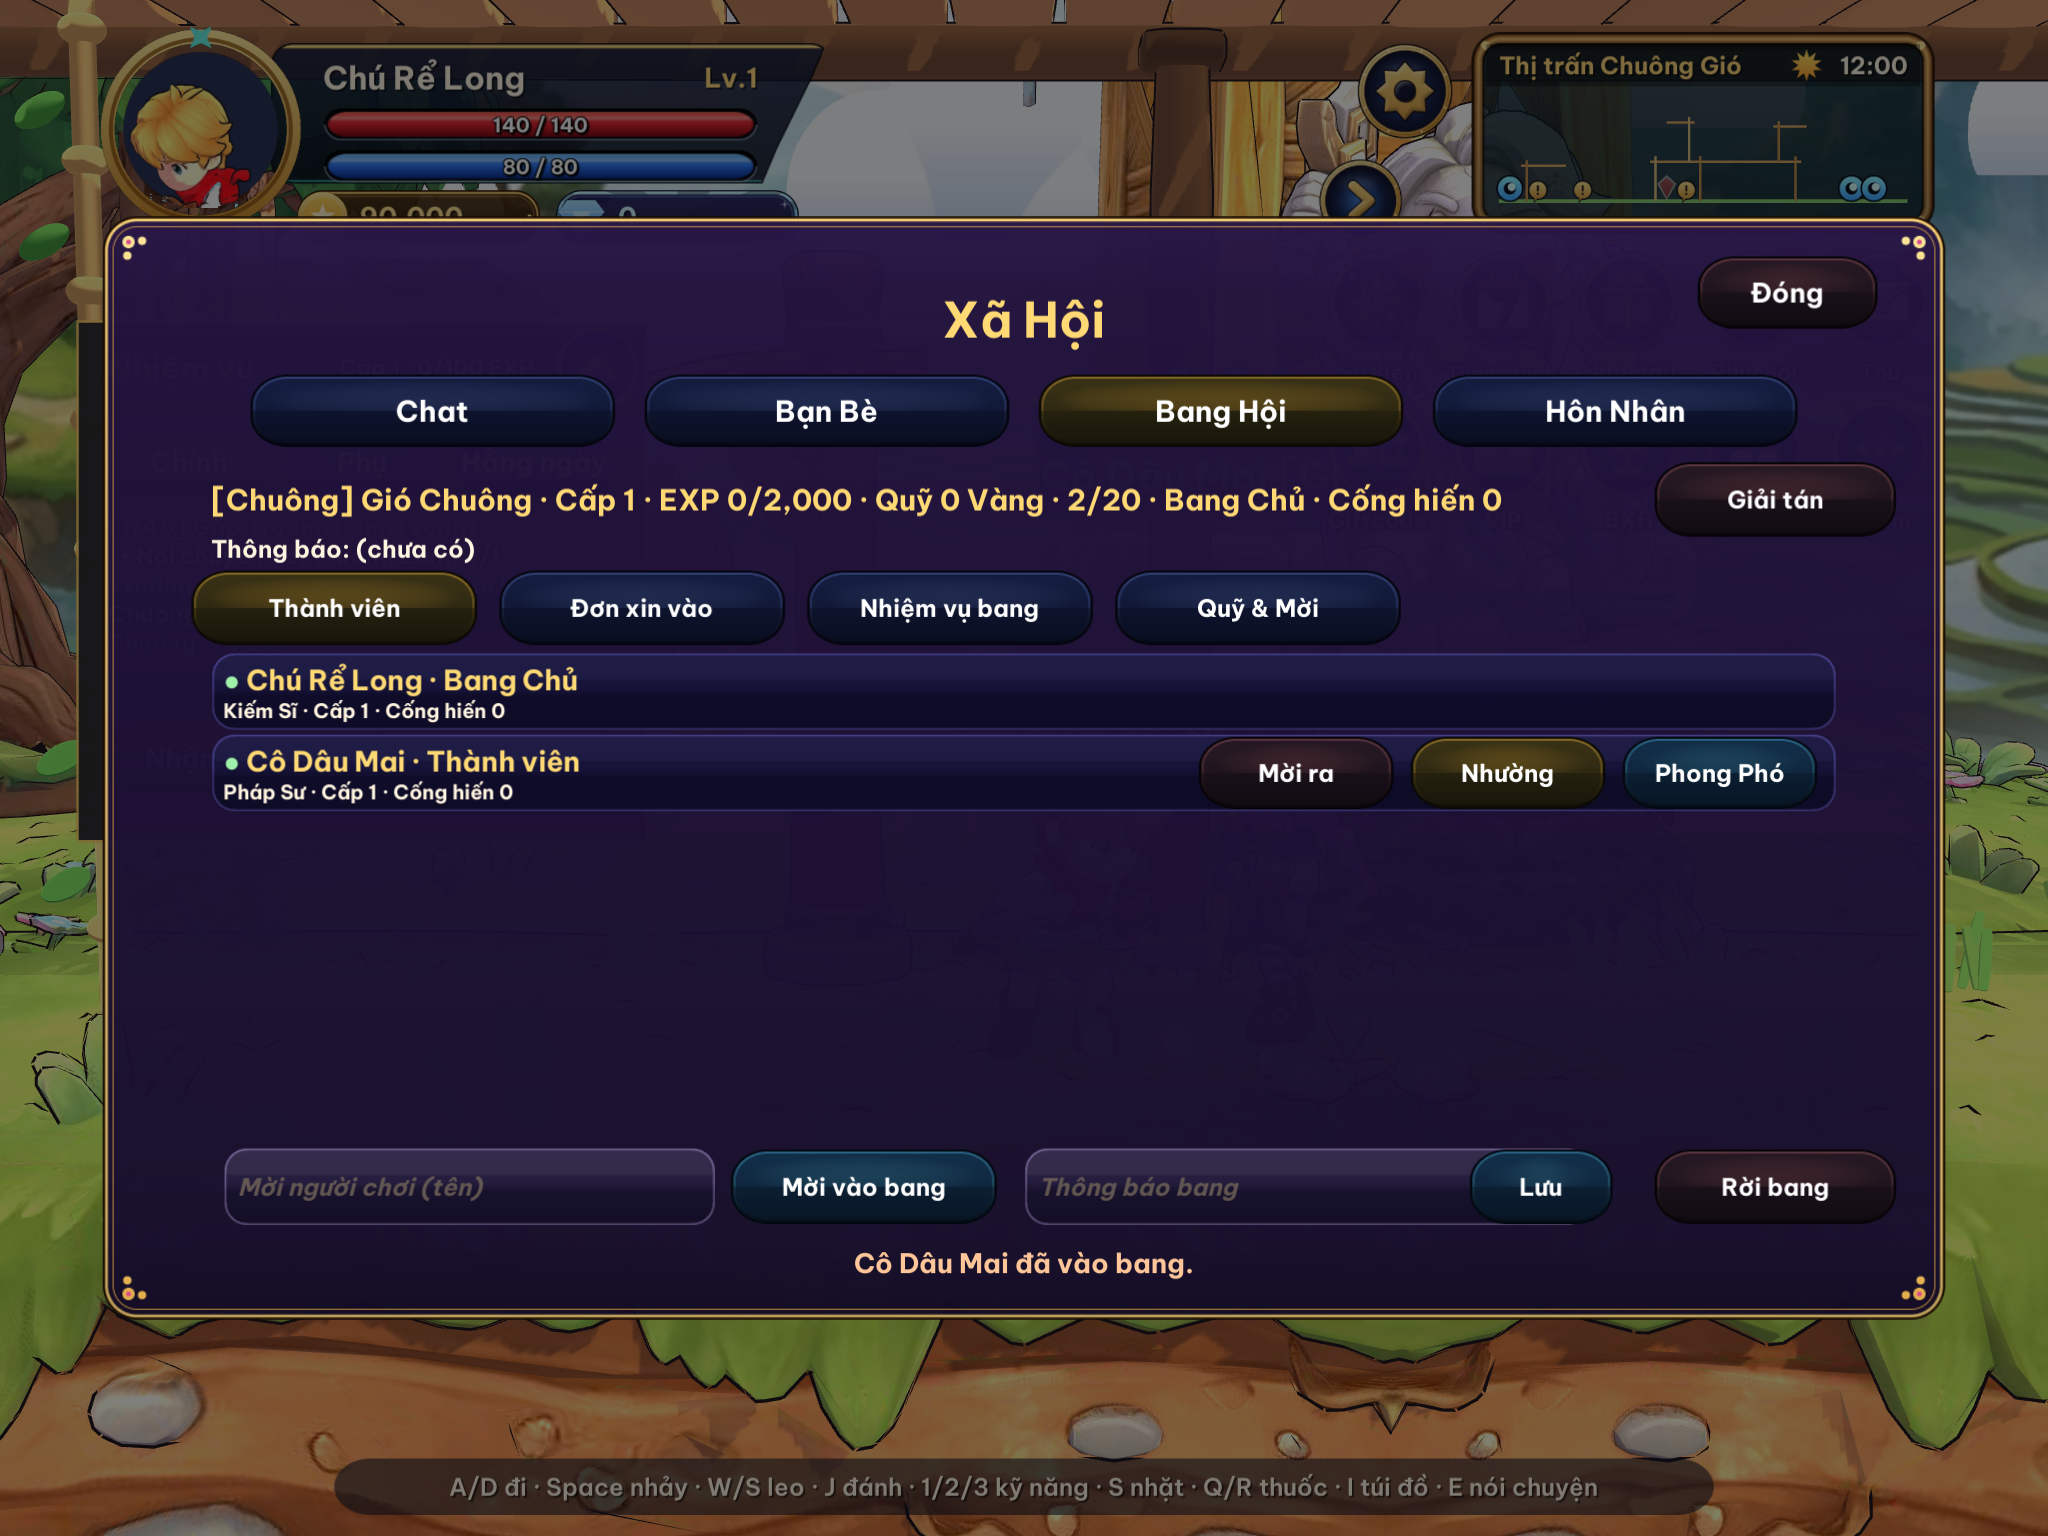 Chú Rể Long Lv.1
140 / 140
80 / 80
90,000 0
Thị trấn Chuông Gió 12:00
Xã Hội
Đóng
Chat Bạn Bè Bang Hội Hôn Nhân
[Chuông] Gió Chuông · Cấp 1 · EXP 0/2,000 · Quỹ 0 Vàng · 2/20 · Bang Chủ · Cống hiến 0
Giải tán
Thông báo: (chưa có)
Thành viên Đơn xin vào Nhiệm vụ bang Quỹ & Mời
Chú Rể Long · Bang Chủ
Kiếm Sĩ · Cấp 1 · Cống hiến 0
Cô Dâu Mai · Thành viên
Pháp Sư · Cấp 1 · Cống hiến 0
Mời ra Nhường Phong Phó
Mời người chơi (tên) Mời vào bang Thông báo bang Lưu Rời bang
Cô Dâu Mai đã vào bang.
A/D đi · Space nhảy · W/S leo · J đánh · 1/2/3 kỹ năng · S nhặt · Q/R thuốc · I túi đồ · E nói chuyện